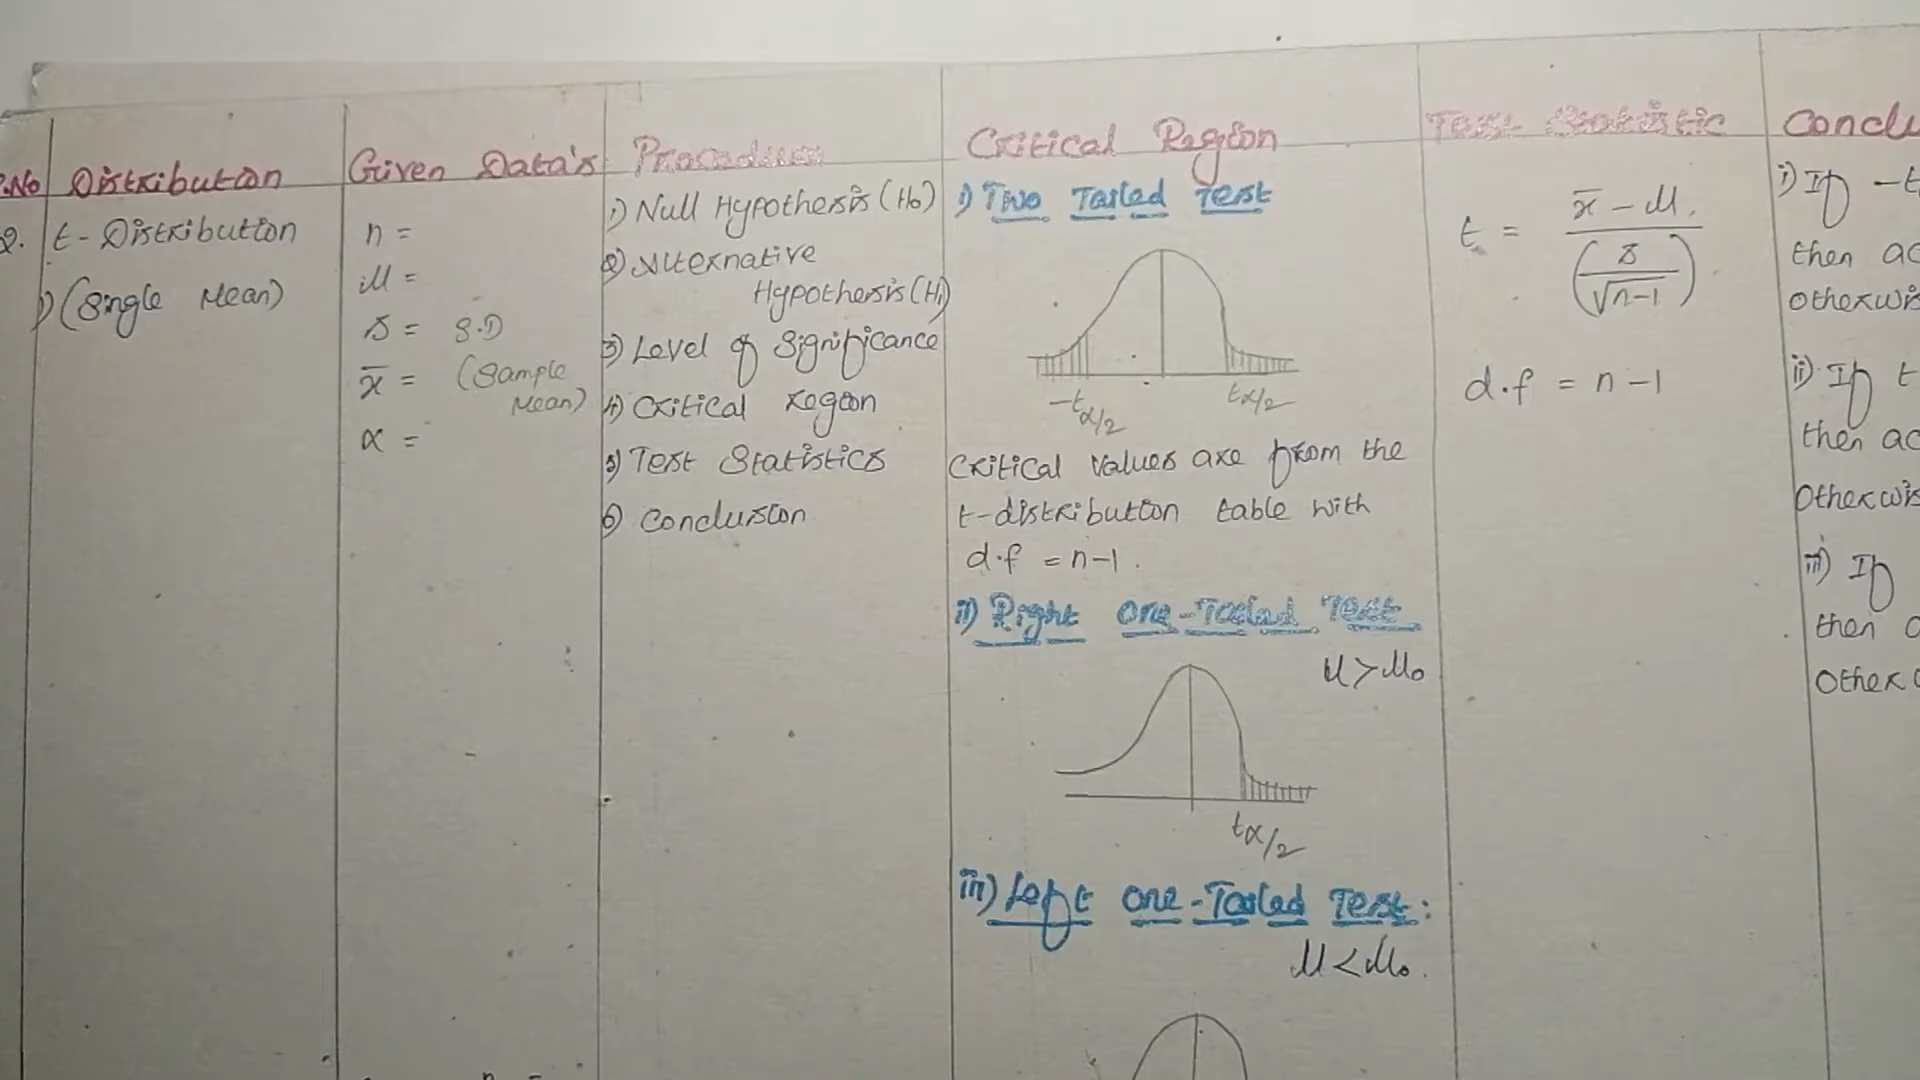 S.No
Distribution
Given Data's
Procedure
Critical Region
Test Statistic
Conclu
2.
t-Distribution
1) (Single Mean)
n =
μ =
s = S.D
x̄ = (Sample
Mean)
α =
1) Null Hypothesis (H₀)
2) Alternative
Hypothesis (H₁)
3) Level of Significance
4) Critical region
5) Test Statistics
6) Conclusion
i) Two Tailed Test
-tα/2
tα/2
Critical values are from the
t-distribution table with
d.f = n-1.
ii) Right one-Tailed Test
μ > μ₀
tα/2
iii) Left one-Tailed Test:
μ < μ₀.
t = (x̄ - μ) / (s/√(n-1))
d.f = n-1
i) If -t
then ac
otherwis
ii) If t
then ac
Otherwis
iii) If
then a
Other
n =